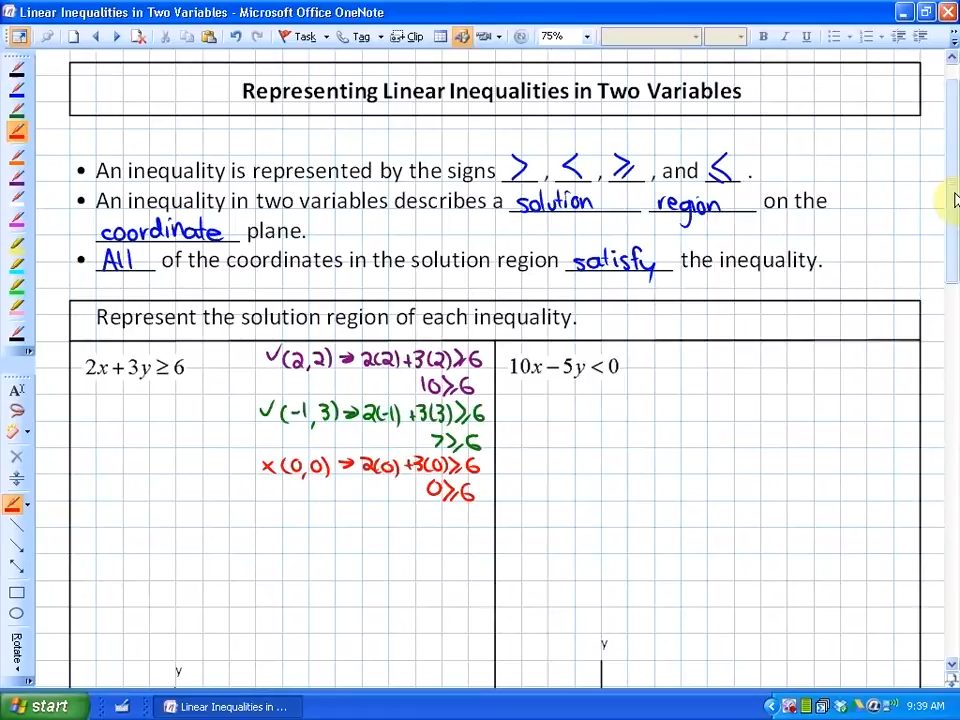 Linear Inequalities in Two Variables - Microsoft Office OneNote
Task Tag Clip 75% B I U
Representing Linear Inequalities in Two Variables
• An inequality is represented by the signs > , < , ≥ , and ≤ .
• An inequality in two variables describes a solution region on the
coordinate plane.
• All of the coordinates in the solution region satisfy the inequality.
Represent the solution region of each inequality.
2x + 3y ≥ 6
✓(2,2) → 2(2)+3(2)≥6
10≥6
✓(-1,3) → 2(-1)+3(3)≥6
7≥6
×(0,0) → 2(0)+3(0)≥6
0≥6
y
10x − 5y < 0
y
A
Rotate
start
Linear Inequalities in ...
9:39 AM